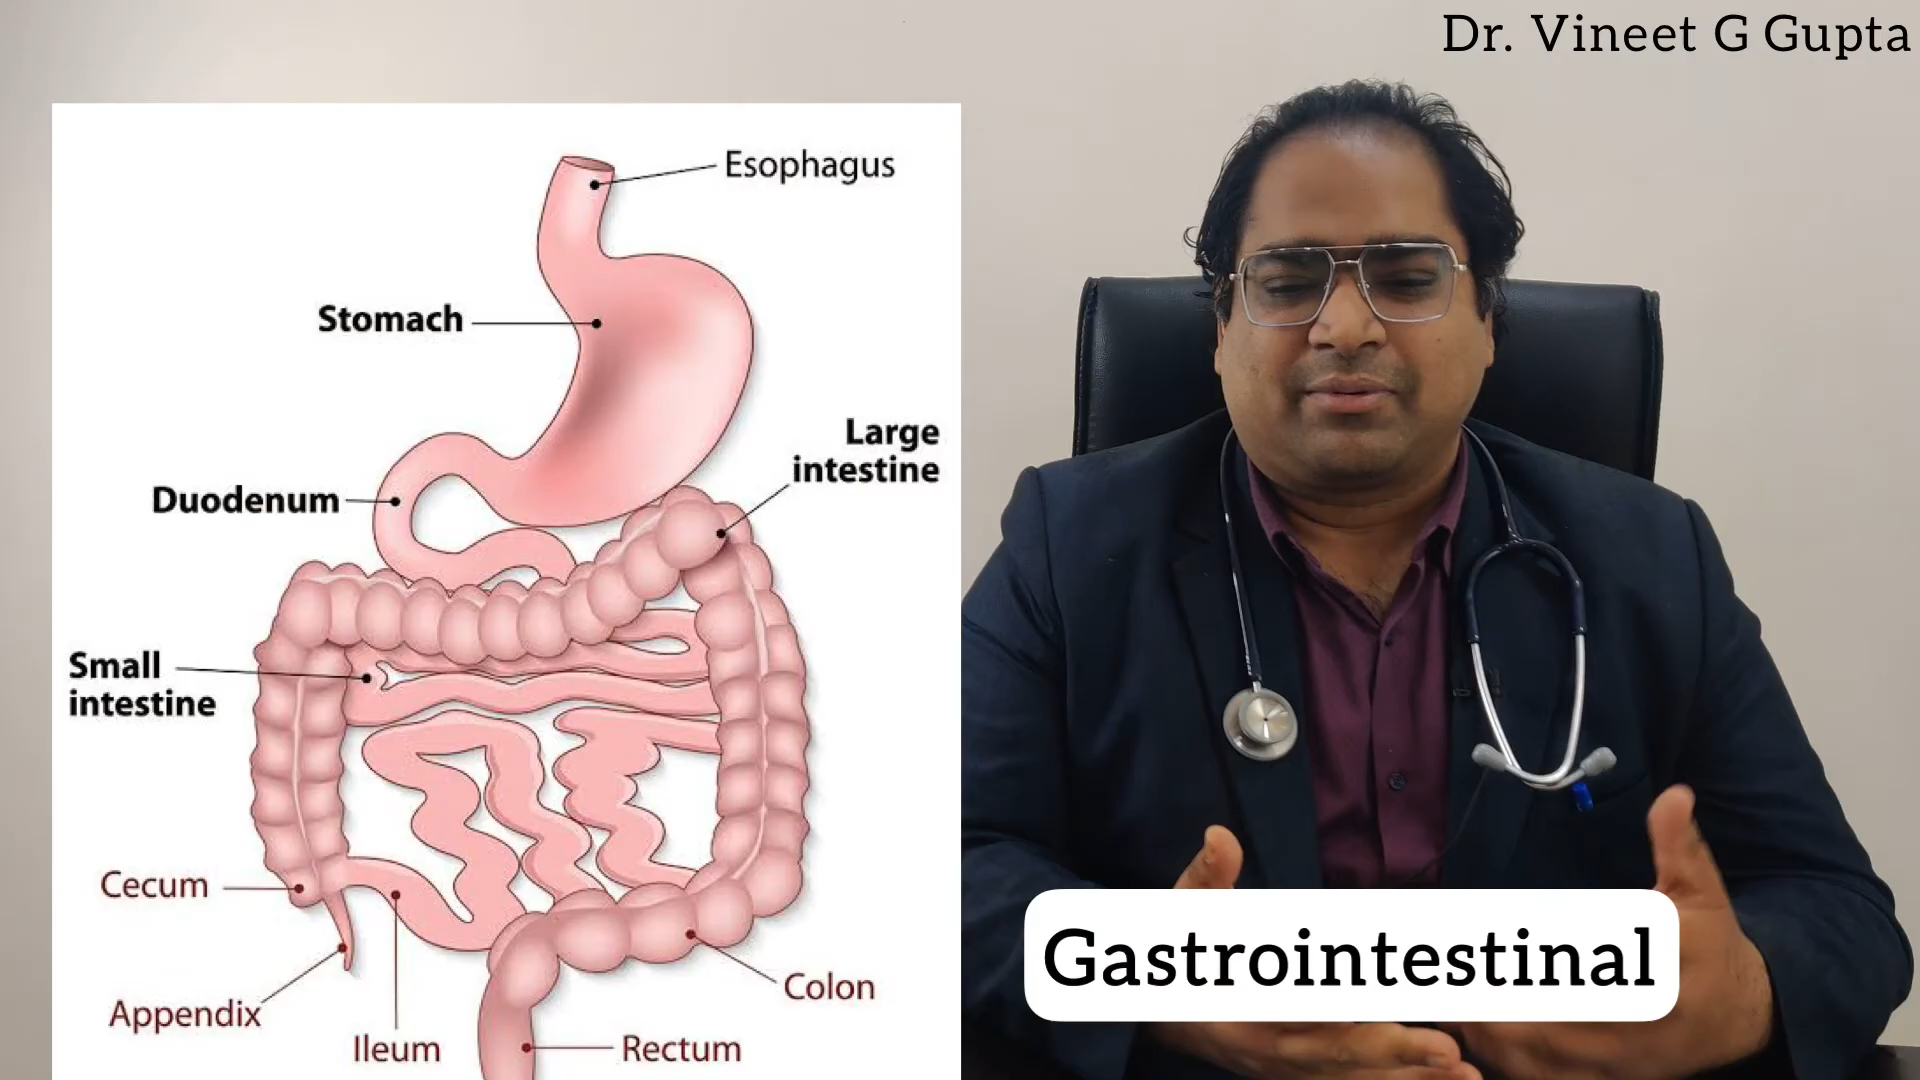 Dr. Vineet G Gupta
Esophagus
Stomach
Large
intestine
Duodenum
Small
intestine
Cecum
Appendix
Ileum
Colon
Rectum
Gastrointestinal